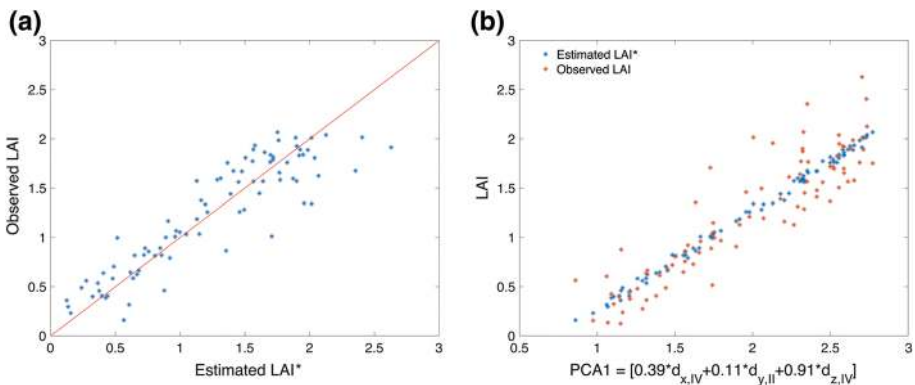 (a)
3
2.5
2
1.5
1
0.5
0
0 0.5 1 1.5 2 2.5 3
Observed LAI
Estimated LAI*
(b)
3
2.5
2
1.5
1
0.5
0
0.5 1 1.5 2 2.5 3
LAI
Estimated LAI*
Observed LAI
PCA1 = [0.39*d_x,IV+0.11*d_y,II+0.91*d_z,IV]